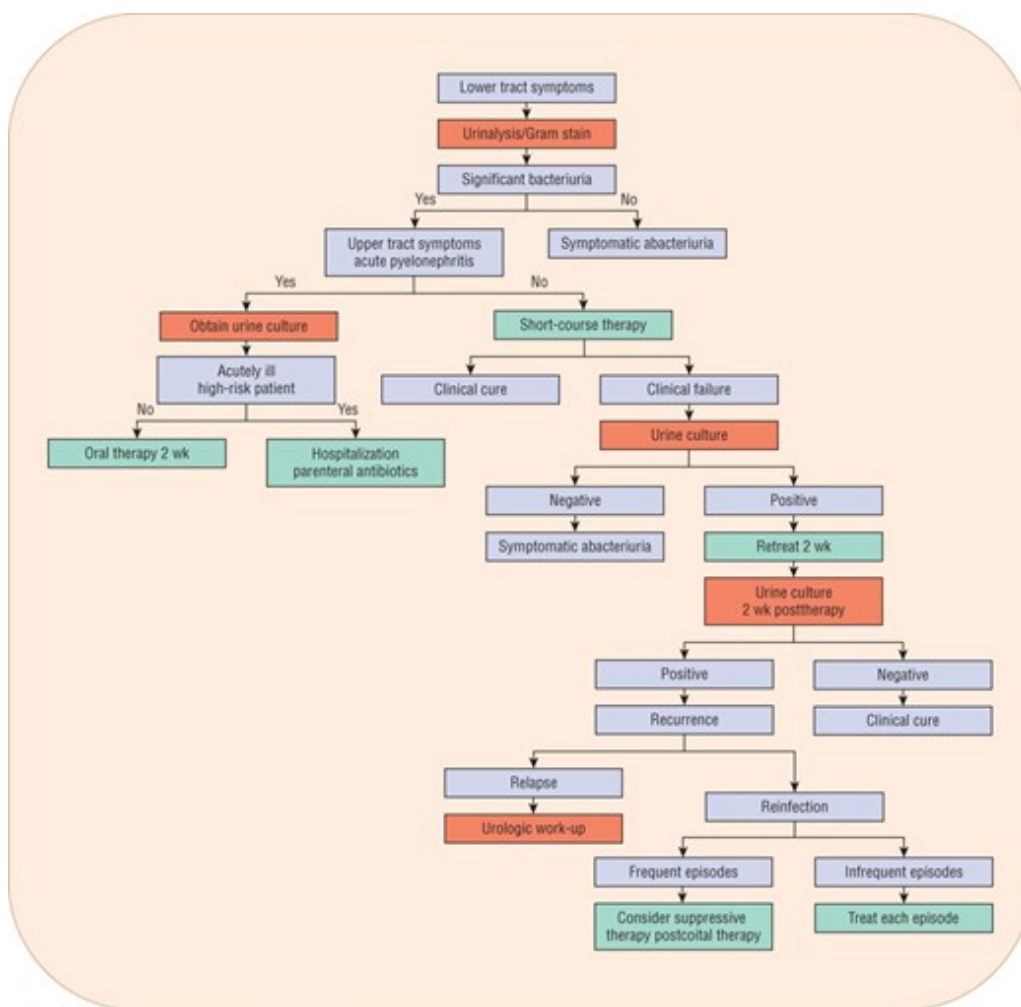 Lower tract symptoms
Urinalysis/Gram stain
Significant bacteriuria
Yes
No
Upper tract symptoms
acute pyelonephritis
Symptomatic abacteriuria
Yes
No
Obtain urine culture
Short-course therapy
Acutely ill
high-risk patient
Clinical cure
Clinical failure
No
Yes
Urine culture
Oral therapy 2 wk
Hospitalization
parenteral antibiotics
Negative
Positive
Symptomatic abacteriuria
Retreat 2 wk
Urine culture
2 wk posttherapy
Positive
Negative
Recurrence
Clinical cure
Relapse
Reinfection
Urologic work-up
Frequent episodes
Infrequent episodes
Consider suppressive
therapy postcoital therapy
Treat each episode